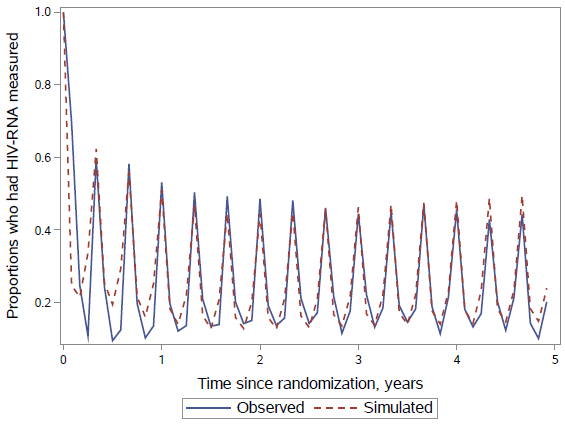 Proportions who had HIV-RNA measured
1.0
0.8
0.6
0.4
0.2
0 1 2 3 4 5
Time since randomization, years
Observed Simulated